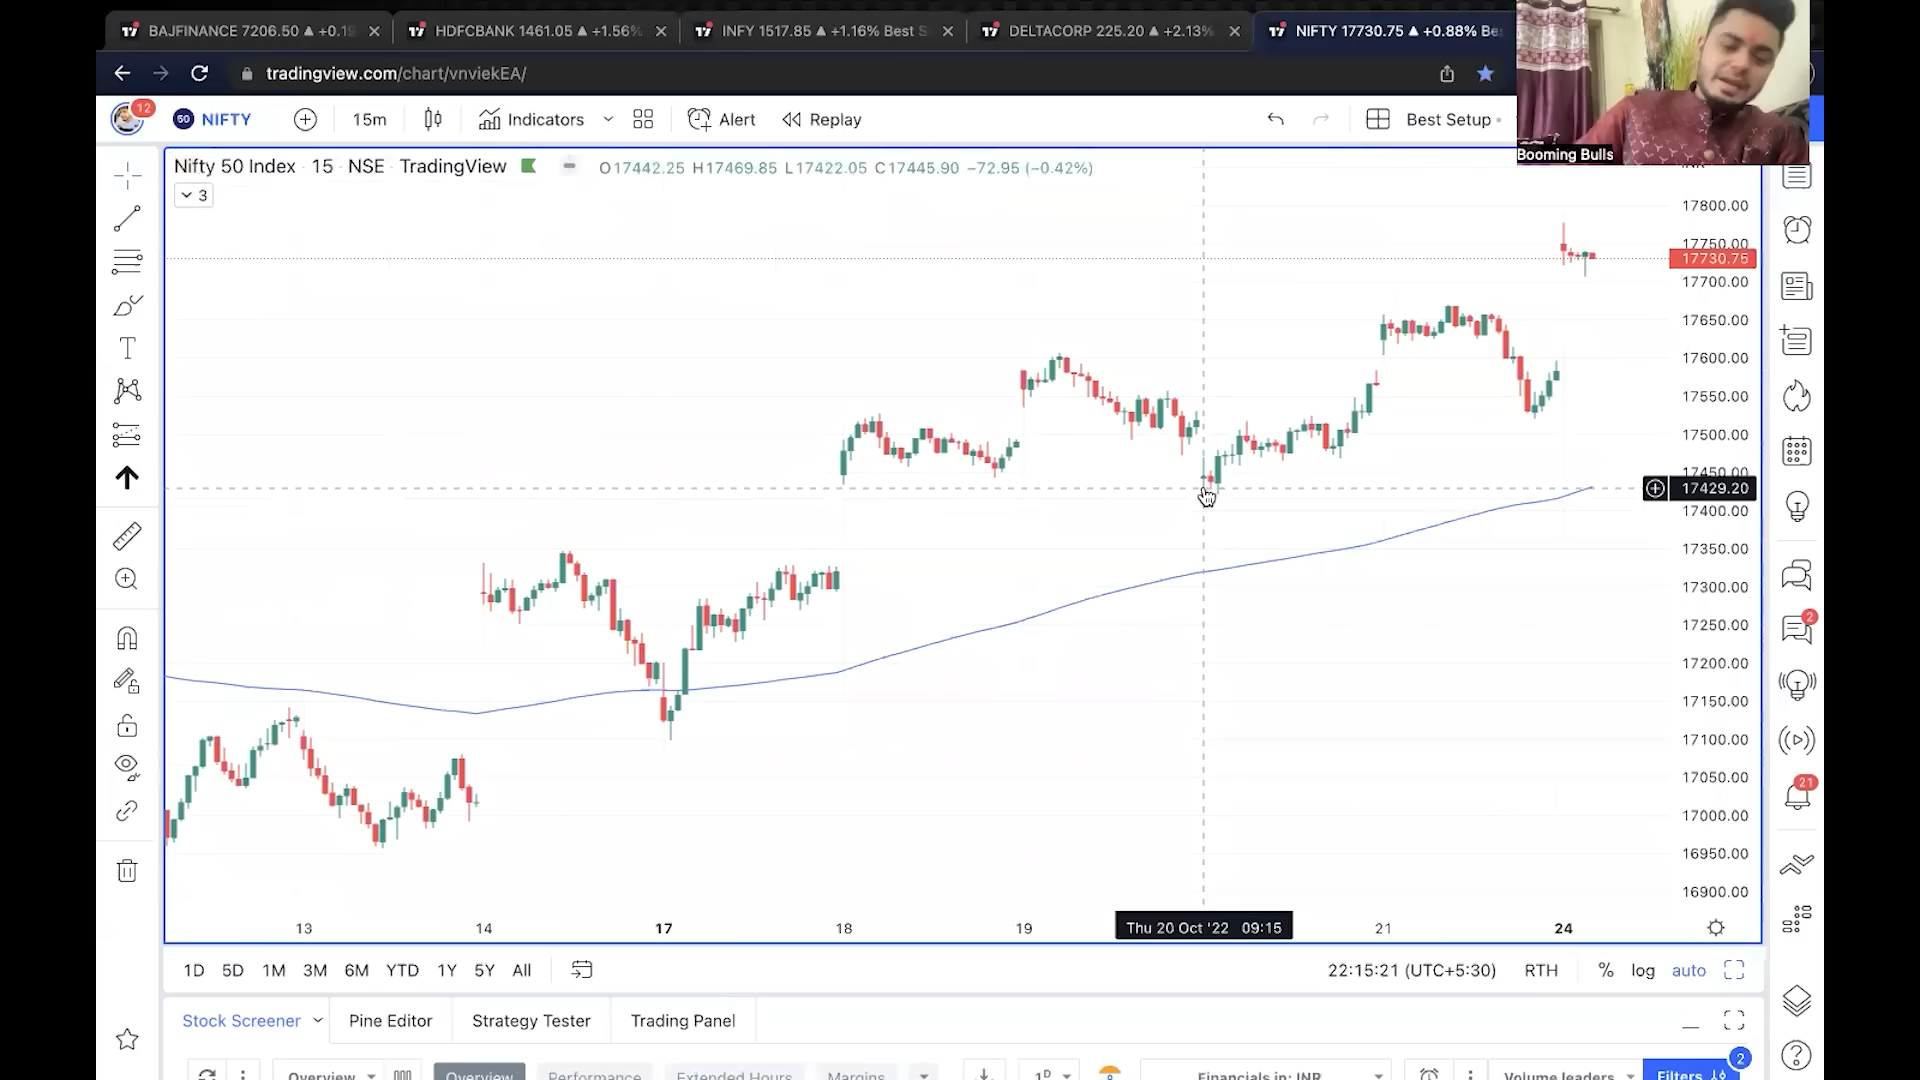 BAJFINANCE 7206.50 ▲ +0.19
HDFCBANK 1461.05 ▲ +1.56%
INFY 1517.85 ▲ +1.16% Best S
DELTACORP 225.20 ▲ +2.13%
NIFTY 17730.75 ▲ +0.88% Be
tradingview.com/chart/vnviekEA/
12
50 NIFTY
15m
Indicators
Alert
Replay
Best Setup
Booming Bulls
Nifty 50 Index · 15 · NSE · TradingView
O17442.25 H17469.85 L17422.05 C17445.90 −72.95 (−0.42%)
3
17800.00
17750.00
17730.75
17700.00
17650.00
17600.00
17550.00
17500.00
17450.00
17429.20
17400.00
17350.00
17300.00
17250.00
17200.00
17150.00
17100.00
17050.00
17000.00
16950.00
16900.00
2
21
13 14 17 18 19 Thu 20 Oct '22 09:15 21 24
1D 5D 1M 3M 6M YTD 1Y 5Y All
22:15:21 (UTC+5:30) RTH % log auto
Stock Screener Pine Editor Strategy Tester Trading Panel
2
Overview Overview Performance Extended Hours Margins 1D Financials in: INR Volume leaders Filters